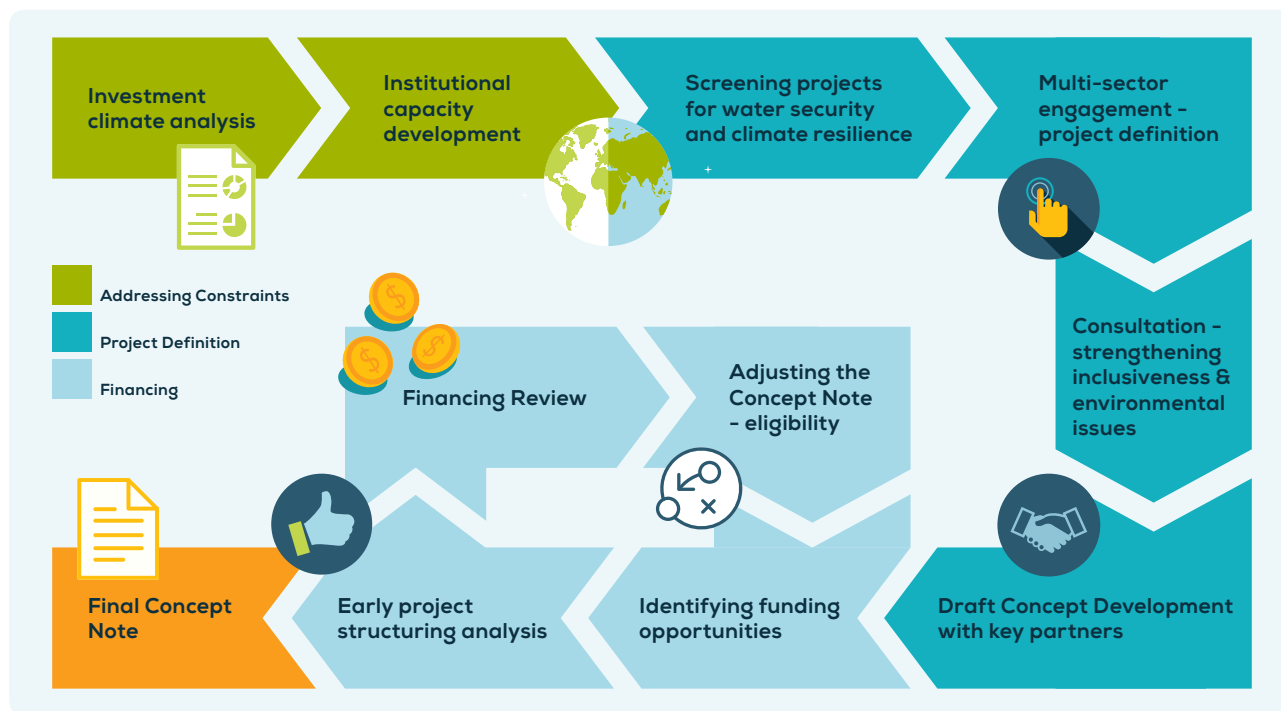 Investment
climate analysis
Institutional
capacity
development
Screening projects
for water security
and climate resilience
Multi-sector
engagement -
project definition
Addressing Constraints
Project Definition
Financing
Consultation -
strengthening
inclusiveness &
environmental
issues
Financing Review
Adjusting the
Concept Note
- eligibility
Final Concept
Note
Early project
structuring analysis
Identifying funding
opportunities
Draft Concept Development
with key partners